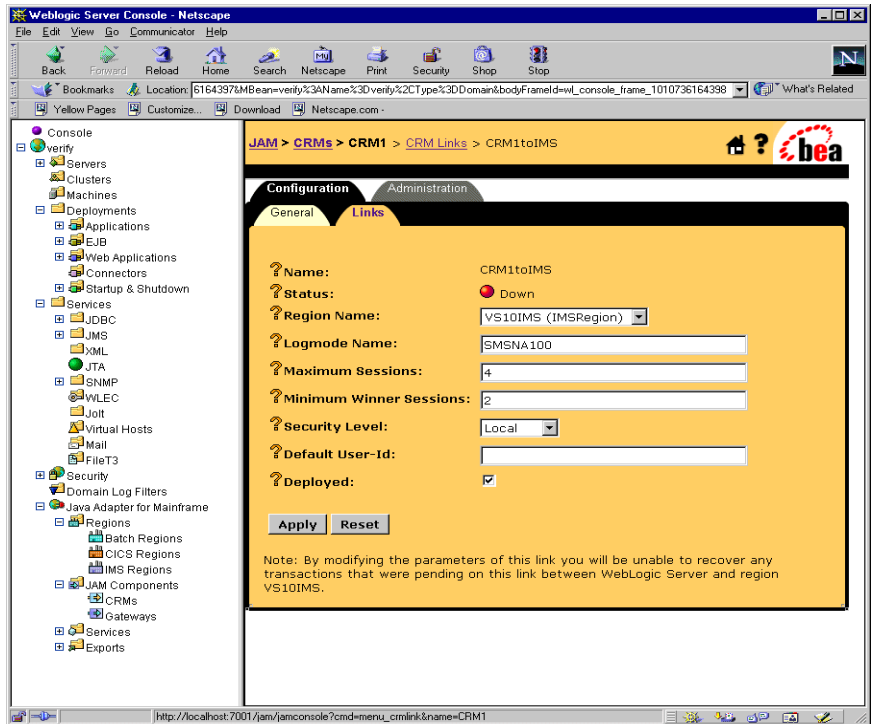 Weblogic Server Console - Netscape
File Edit View Go Communicator Help
Back Forward Reload Home Search Netscape Print Security Shop Stop
My
N
Bookmarks Location: 6164397&MBean=verify%3AName%3Dverify%2CType%3DDomain&bodyFrameId=wl_console_frame_1010736164398 What's Related
Yellow Pages Customize... Download Netscape.com -
Console
verify
Servers
Clusters
Machines
Deployments
Applications
EJB
Web Applications
Connectors
Startup & Shutdown
Services
JDBC
JMS
XML
JTA
SNMP
WLEC
Jolt
Virtual Hosts
Mail
FileT3
Security
Domain Log Filters
Java Adapter for Mainframe
Regions
Batch Regions
CICS Regions
IMS Regions
JAM Components
CRMs
Gateways
Services
Exports
JAM > CRMs > CRM1 > CRM Links > CRM1toIMS
? bea
Configuration Administration
General Links
? Name: CRM1toIMS
? Status: Down
? Region Name: VS10IMS (IMSRegion)
? Logmode Name: SMSNA100
? Maximum Sessions: 4
? Minimum Winner Sessions: 2
? Security Level: Local
? Default User-Id:
? Deployed:
Apply Reset
Note: By modifying the parameters of this link you will be unable to recover any
transactions that were pending on this link between WebLogic Server and region
VS10IMS.
http://localhost:7001/jam/jamconsole?cmd=menu_crmlink&name=CRM1